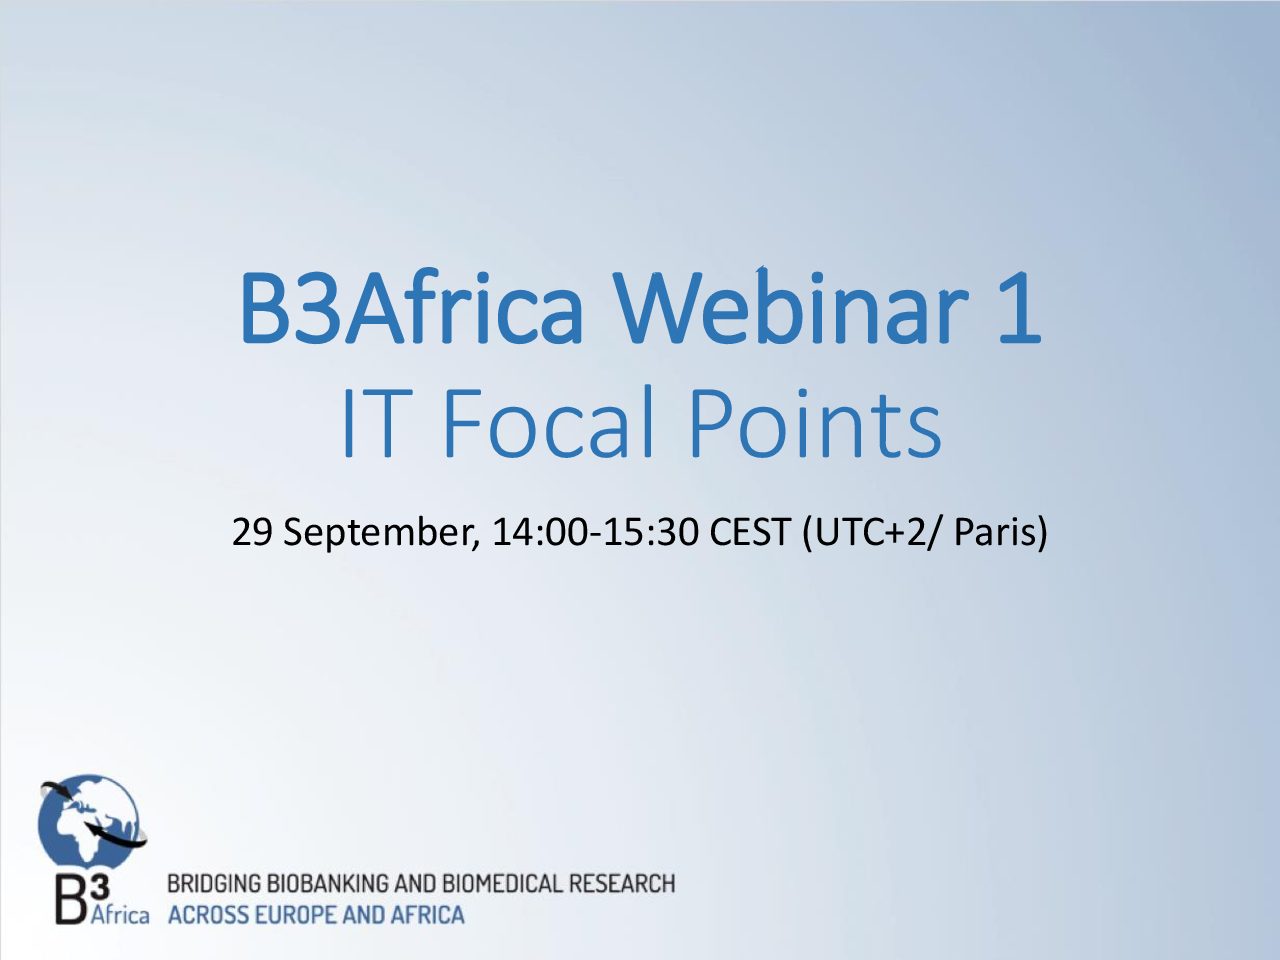 B3Africa Webinar 1
IT Focal Points
29 September, 14:00-15:30 CEST (UTC+2/ Paris)
B3 Africa
BRIDGING BIOBANKING AND BIOMEDICAL RESEARCH
ACROSS EUROPE AND AFRICA